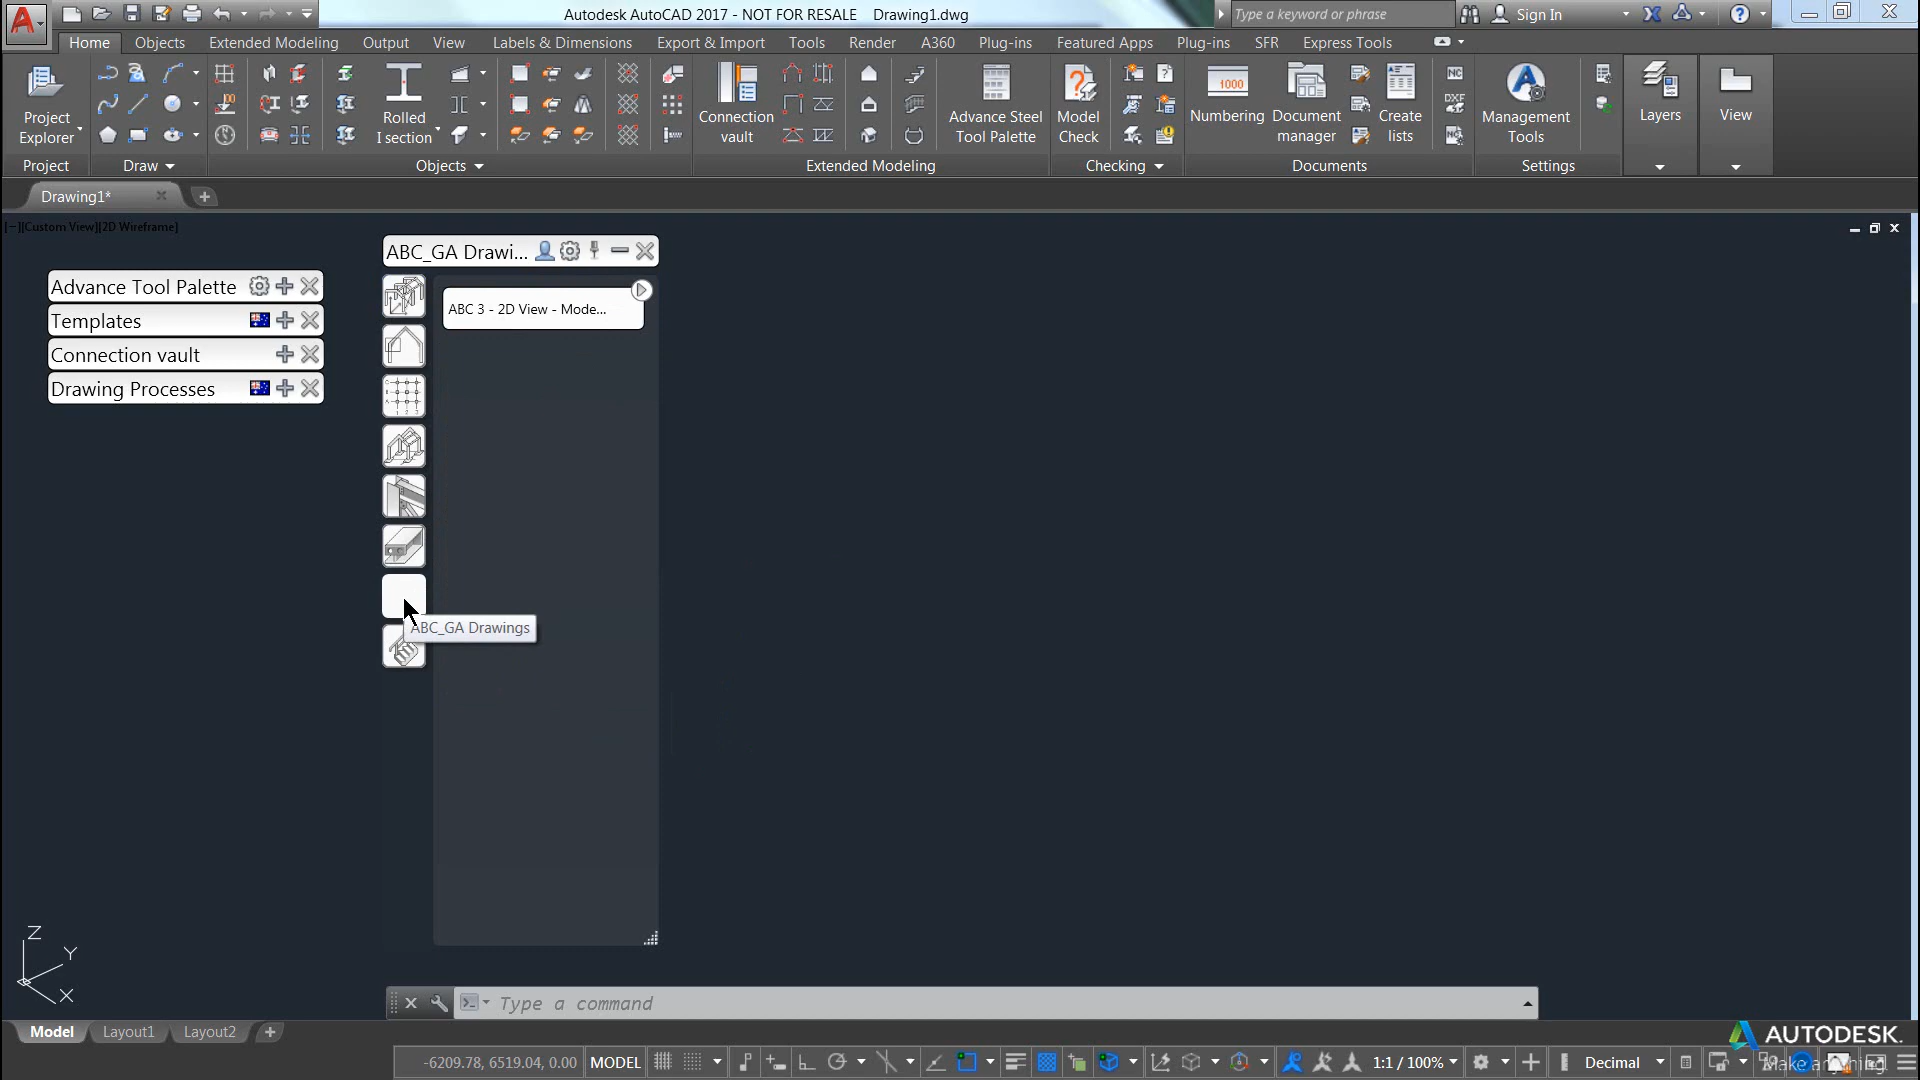 Autodesk AutoCAD 2017 - NOT FOR RESALE Drawing1.dwg
Type a keyword or phrase
Sign In
Home Objects Extended Modeling Output View Labels & Dimensions Export & Import Tools Render A360 Plug-ins Featured Apps Plug-ins SFR Express Tools
Project
Explorer
Rolled
I section
Connection
vault
Advance Steel
Tool Palette
Model
Check
1000
Numbering
Document
manager
Create
lists
NC
DXF
Management
Tools
Layers
View
Project Draw Objects Extended Modeling Checking Documents Settings
Drawing1*
[−][Custom View][2D Wireframe]
ABC_GA Drawi...
Advance Tool Palette
Templates
Connection vault
Drawing Processes
ABC 3 - 2D View - Mode...
ABC_GA Drawings
Z
Y
X
Type a command
Model Layout1 Layout2
AUTODESK.
-6209.78, 6519.04, 0.00 MODEL 1:1 / 100% Decimal